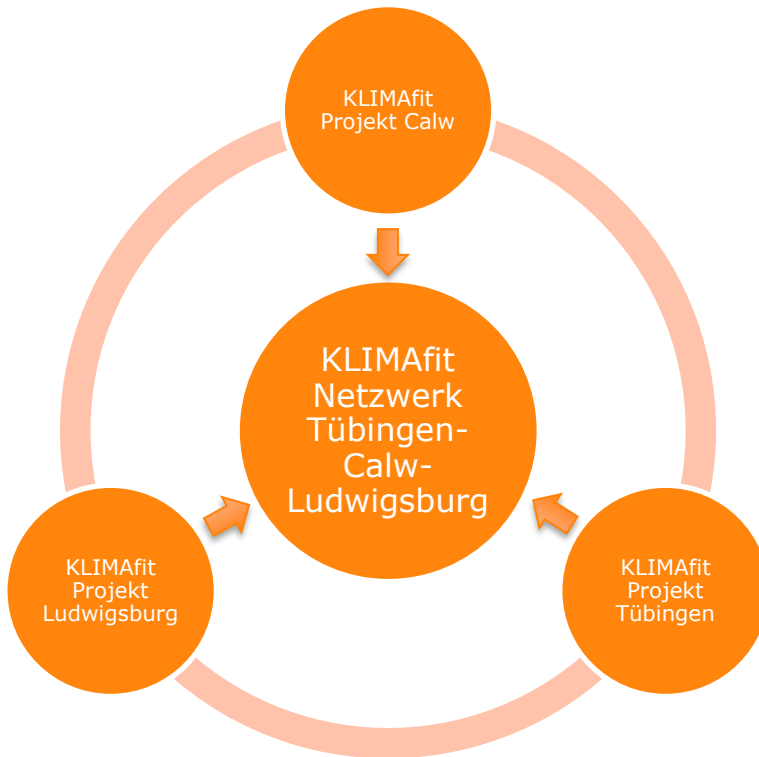 KLIMAfit
Projekt Calw
KLIMAfit
Netzwerk
Tübingen-
Calw-
Ludwigsburg
KLIMAfit
Projekt
Ludwigsburg
KLIMAfit
Projekt
Tübingen